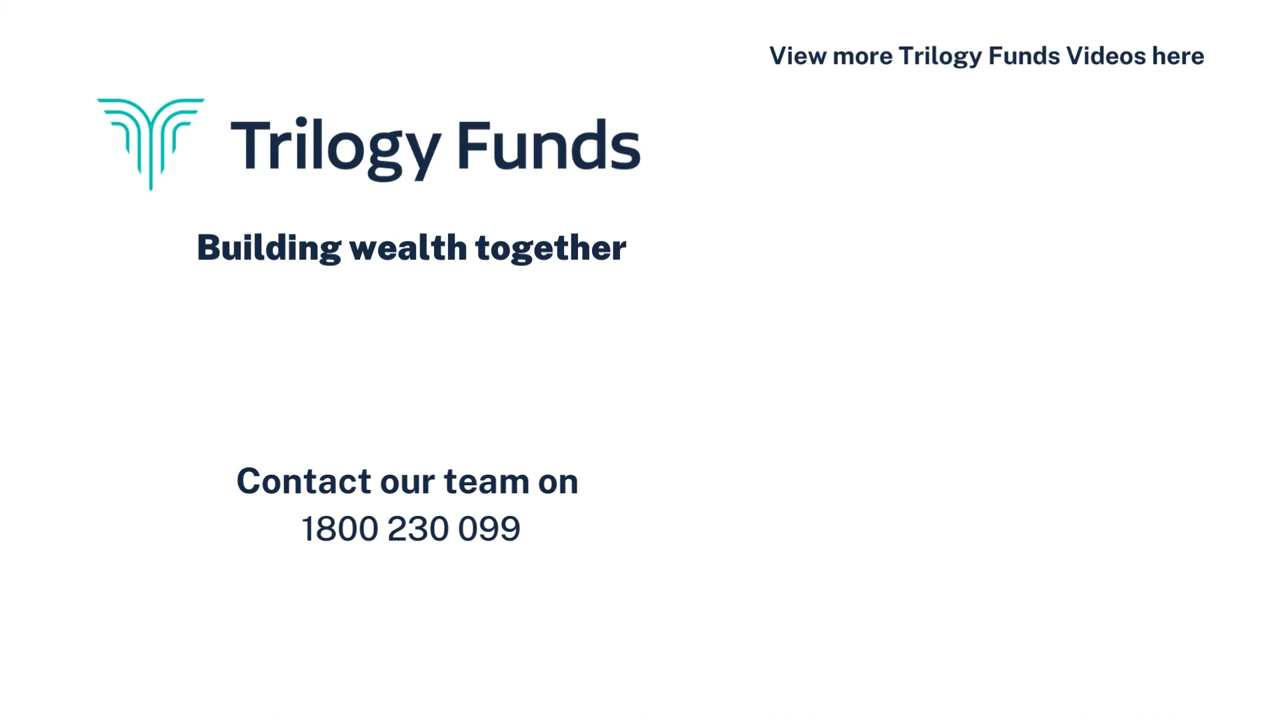 View more Trilogy Funds Videos here
Trilogy Funds
Building wealth together
Contact our team on
1800 230 099